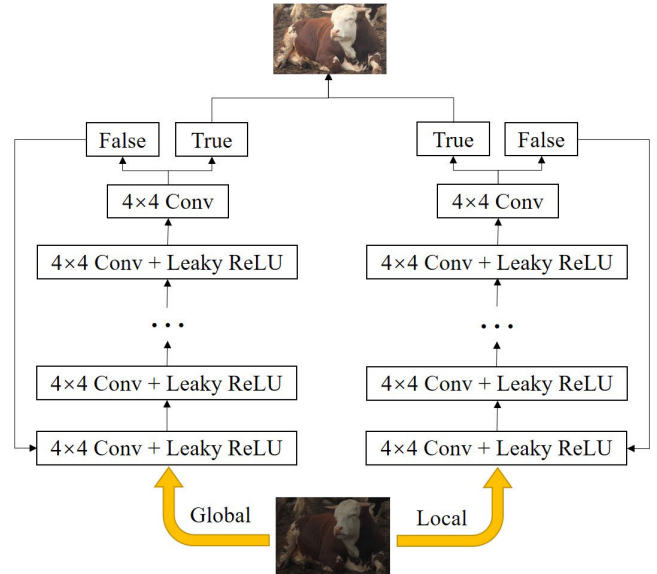 False
True
True
False
4×4 Conv
4×4 Conv
4×4 Conv + Leaky ReLU
4×4 Conv + Leaky ReLU
...
...
4×4 Conv + Leaky ReLU
4×4 Conv + Leaky ReLU
4×4 Conv + Leaky ReLU
4×4 Conv + Leaky ReLU
Global
Local